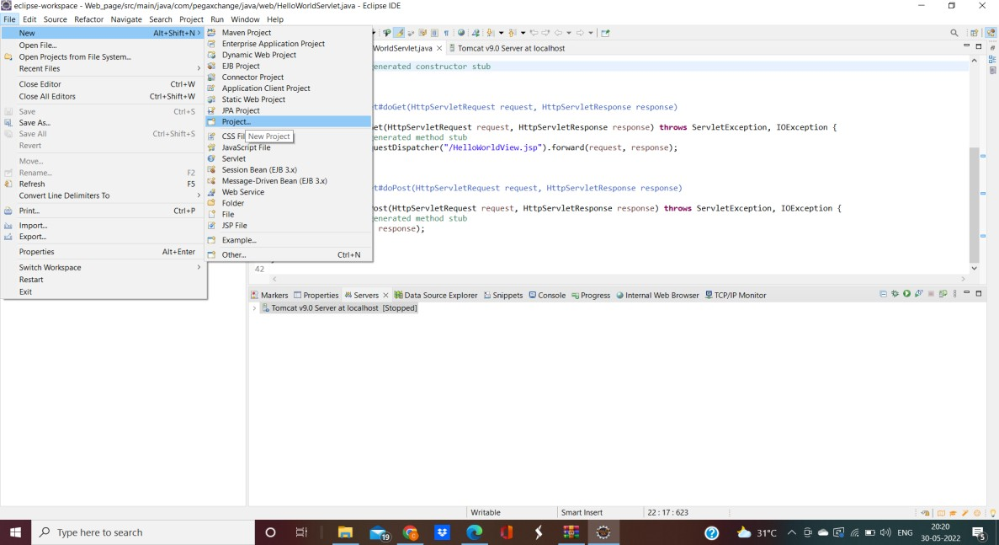 eclipse-workspace - Web_page/src/main/java/com/pegaxchange/java/web/HelloWorldServlet.java - Eclipse IDE
File Edit Source Refactor Navigate Search Project Run Window Help
New Alt+Shift+N >
Open File...
Open Projects from File System...
Recent Files >
Close Editor Ctrl+W
Close All Editors Ctrl+Shift+W
Save Ctrl+S
Save As...
Save All Ctrl+Shift+S
Revert
Move...
Rename... F2
Refresh F5
Convert Line Delimiters To >
Print... Ctrl+P
Import...
Export...
Properties Alt+Enter
Switch Workspace >
Restart
Exit
Maven Project
Enterprise Application Project
Dynamic Web Project
EJB Project
Connector Project
Application Client Project
Static Web Project
JPA Project
Project...
CSS Fil
New Project
JavaScript File
Servlet
Session Bean (EJB 3.x)
Message-Driven Bean (EJB 3.x)
Web Service
Folder
File
JSP File
Example...
Other... Ctrl+N
WorldServlet.java Tomcat v9.0 Server at localhost
enerated constructor stub
t#doGet(HttpServletRequest request, HttpServletResponse response)
et(HttpServletRequest request, HttpServletResponse response) throws ServletException, IOException {
enerated method stub
uestDispatcher("/HelloWorldView.jsp").forward(request, response);
t#doPost(HttpServletRequest request, HttpServletResponse response)
ost(HttpServletRequest request, HttpServletResponse response) throws ServletException, IOException {
enerated method stub
response);
42
Markers Properties Servers Data Source Explorer Snippets Console Progress Internal Web Browser TCP/IP Monitor
Tomcat v9.0 Server at localhost [Stopped]
Writable Smart Insert 22 : 17 : 623
Type here to search
19
31°C
ENG
20:20
30-05-2022
5